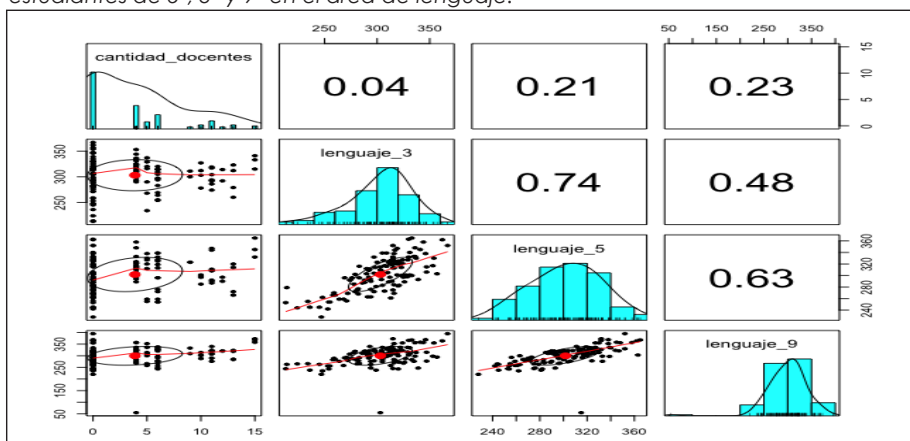 estudiantes de 3°, 5° y 9° en el área de lenguaje.
250 300 350
50 150 250 350
cantidad_docentes
0.04
0.21
0.23
0 5 10 15
250 300 350
lenguaje_3
0.74
0.48
lenguaje_5
0.63
240 280 320 360
50 150 250 350
lenguaje_9
0 5 10 15
240 280 320 360